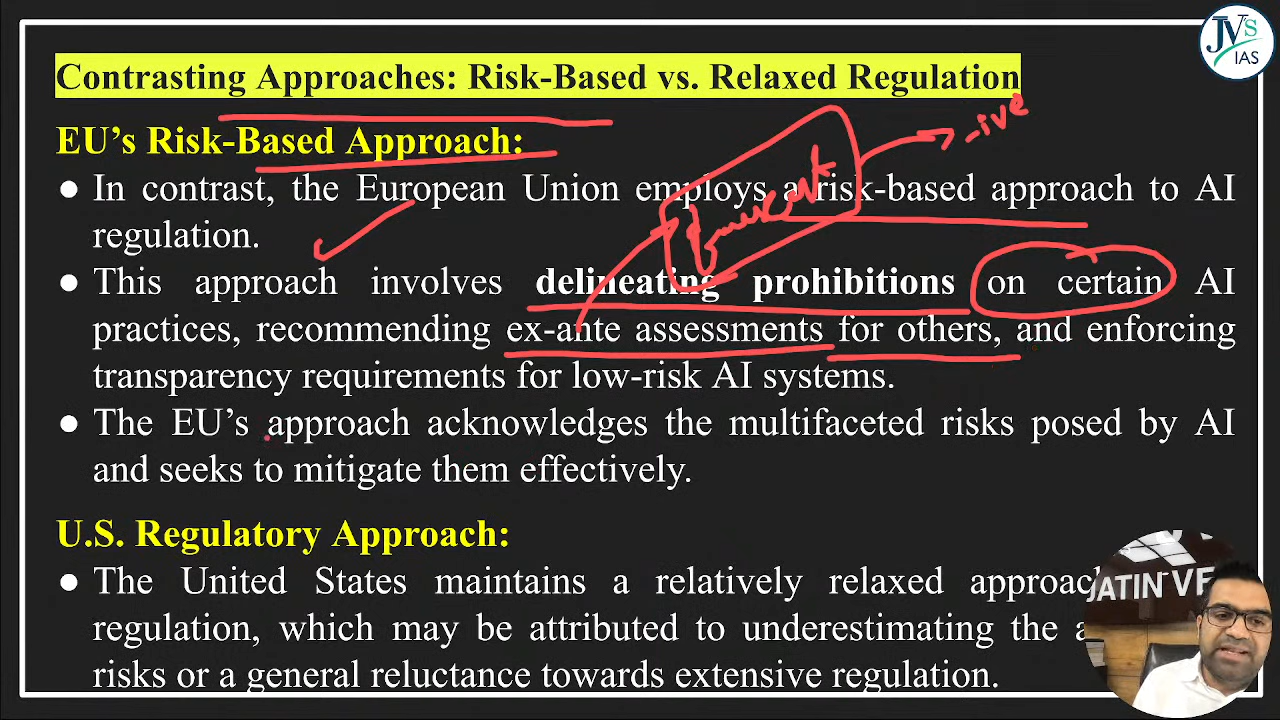 JVS
IAS
Contrasting Approaches: Risk-Based vs. Relaxed Regulation
-ive
EU’s Risk-Based Approach:
● In contrast, the European Union employs a risk-based approach to AI
regulation.
● This approach involves delineating prohibitions on certain AI
practices, recommending ex-ante assessments for others, and enforcing
transparency requirements for low-risk AI systems.
● The EU’s approach acknowledges the multifaceted risks posed by AI
and seeks to mitigate them effectively.
U.S. Regulatory Approach:
● The United States maintains a relatively relaxed approac
regulation, which may be attributed to underestimating the a
risks or a general reluctance towards extensive regulation.
JATIN VE